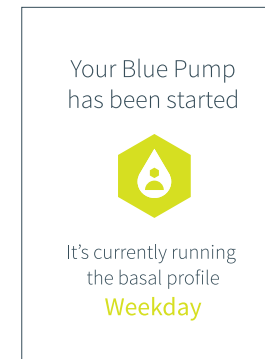 Your Blue Pump
has been started
It's currently running
the basal profile
Weekday